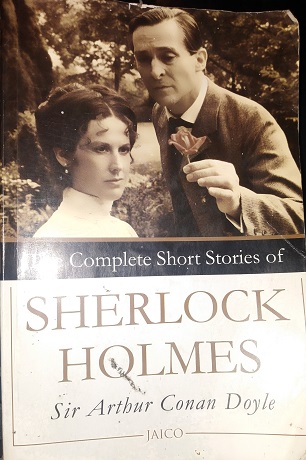 Complete Short Stories of
SHERLOCK
HOLMES
Sir Arthur Conan Doyle
JAICO